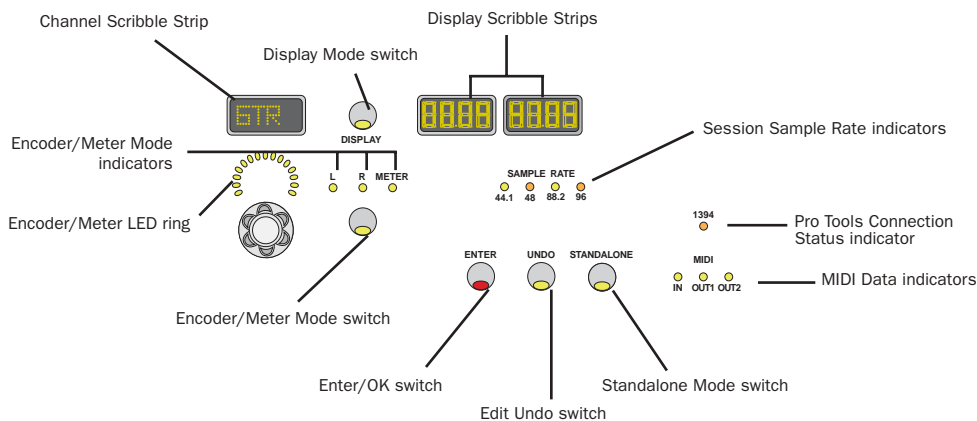 Channel Scribble Strip
Display Scribble Strips
Display Mode switch
GTR
8888 8888
DISPLAY
Encoder/Meter Mode
indicators
L R METER
Session Sample Rate indicators
SAMPLE RATE
44.1 48 88.2 96
Encoder/Meter LED ring
1394
Pro Tools Connection
Status indicator
ENTER UNDO STANDALONE
MIDI
IN OUT1 OUT2
MIDI Data indicators
Encoder/Meter Mode switch
Enter/OK switch
Standalone Mode switch
Edit Undo switch